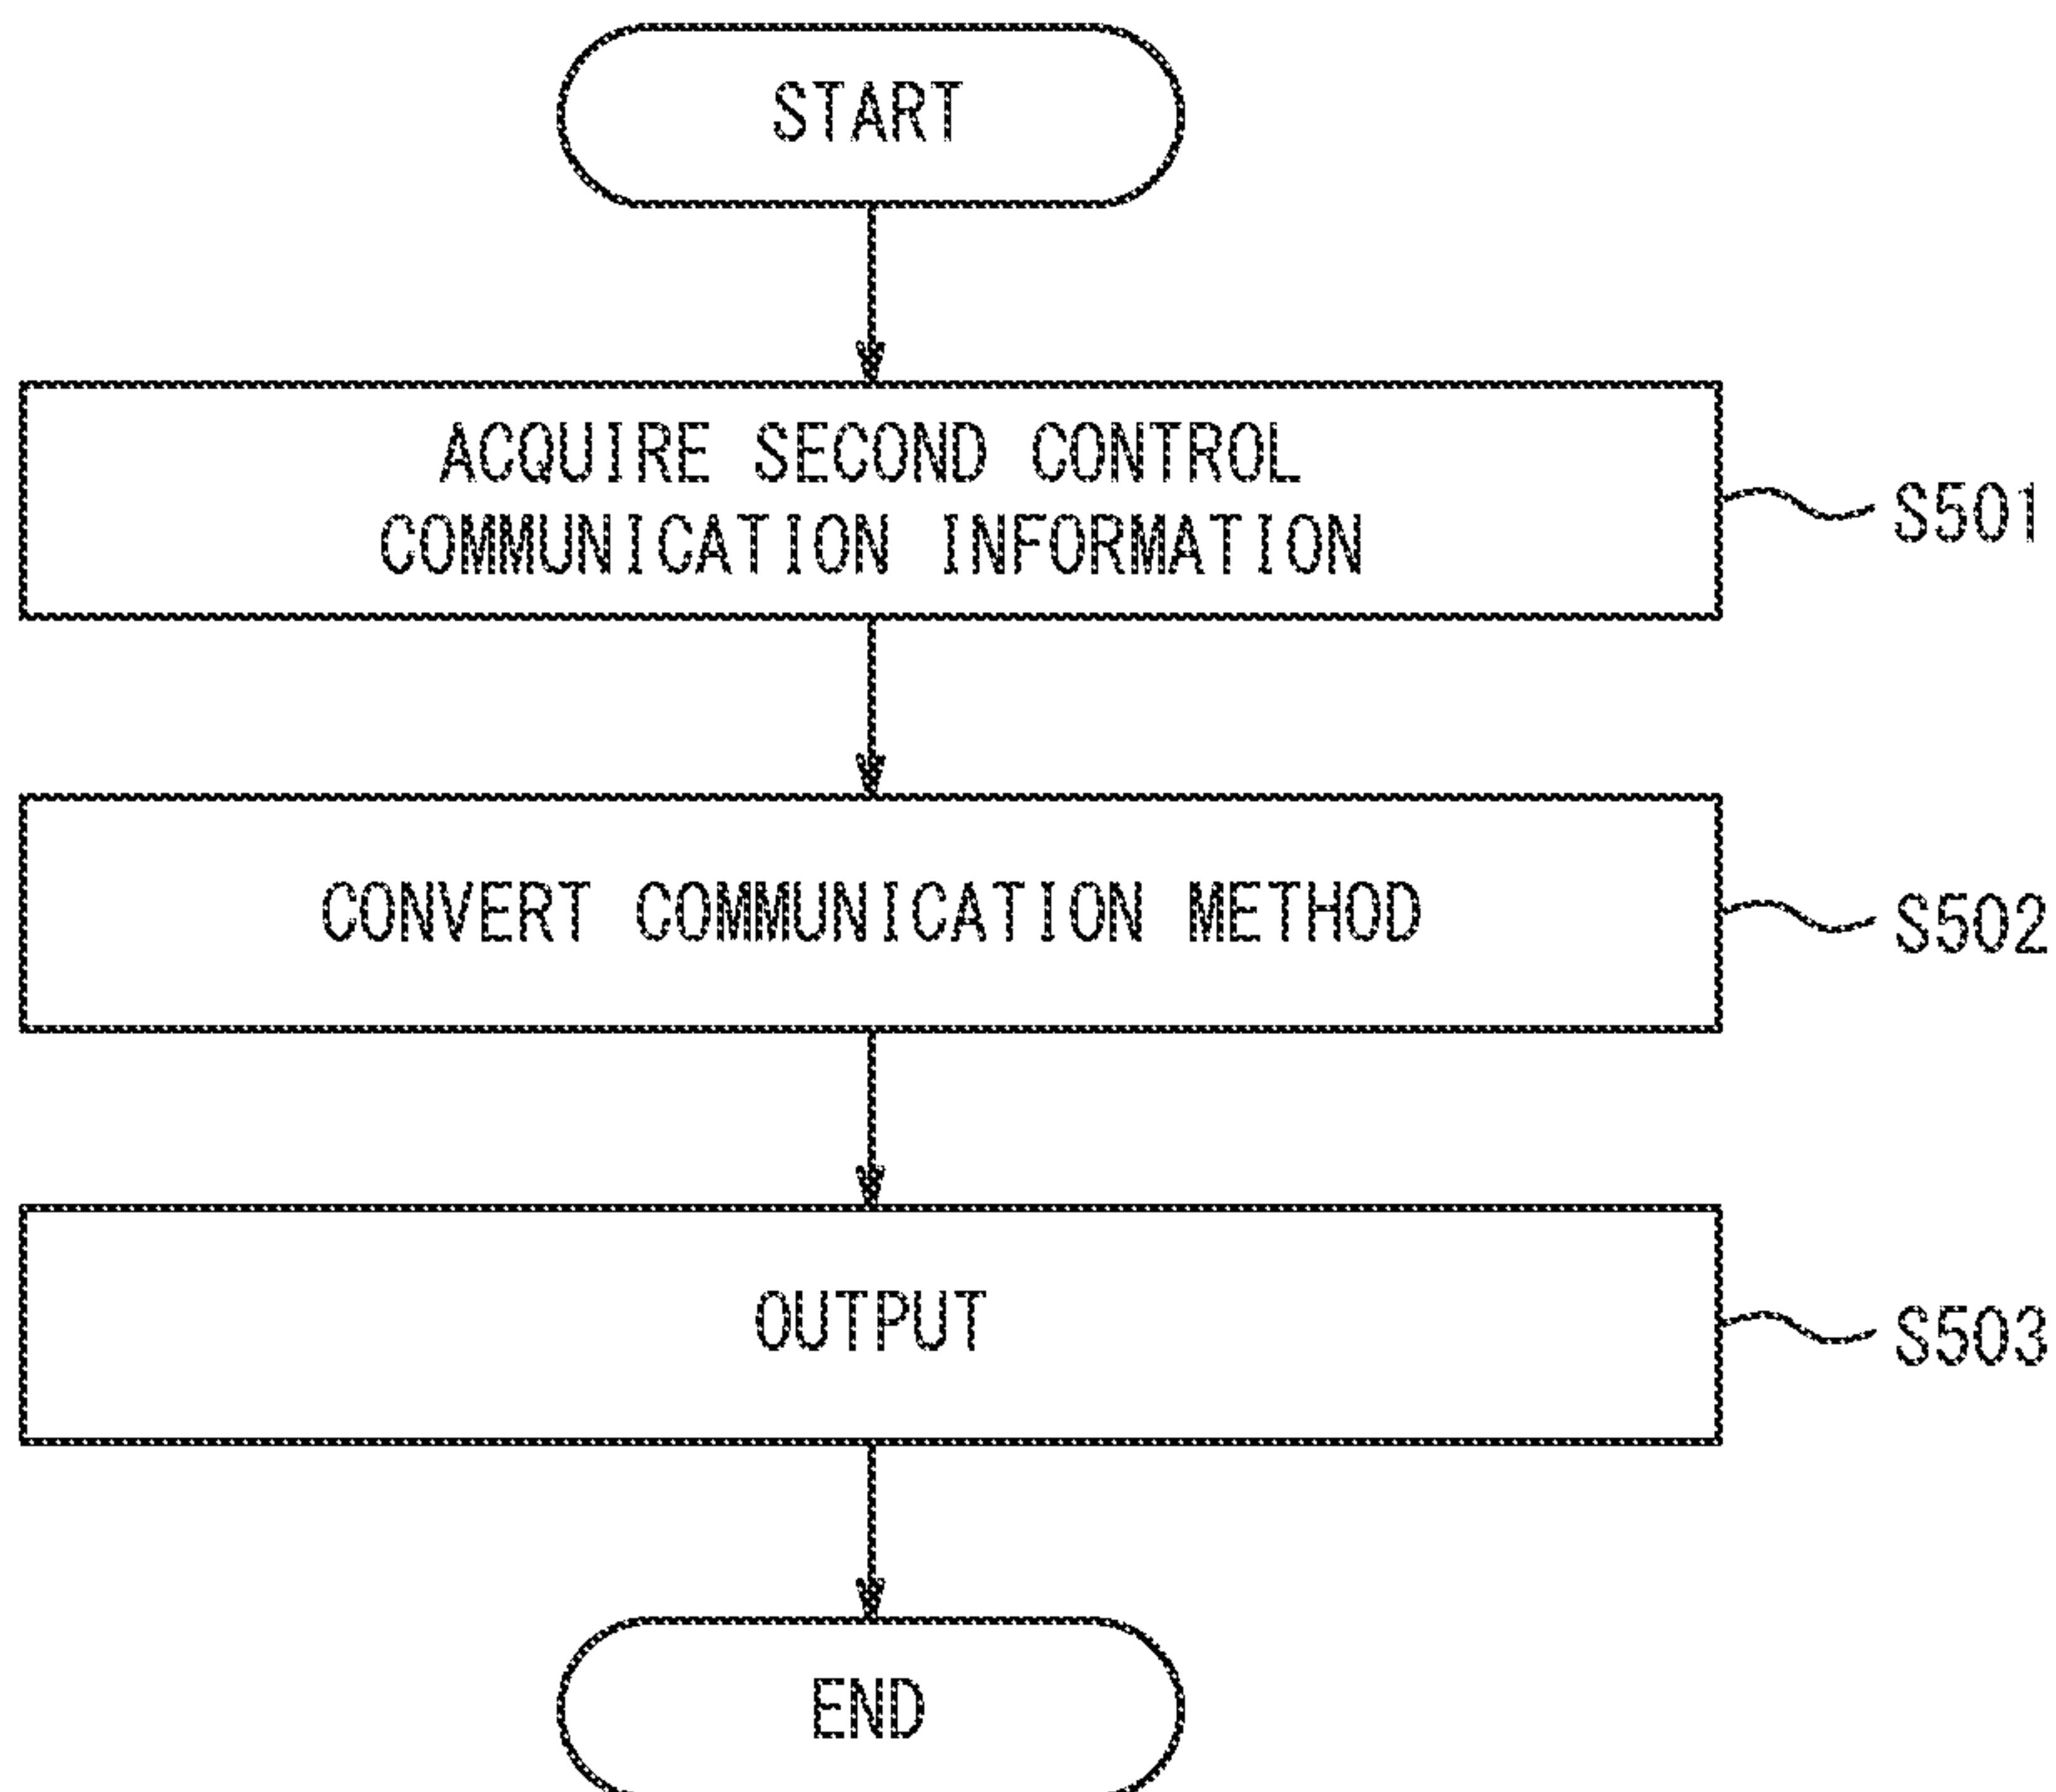 START
ACQUIRE SECOND CONTROL
COMMUNICATION INFORMATION
S501
CONVERT COMMUNICATION METHOD
S502
OUTPUT
S503
END